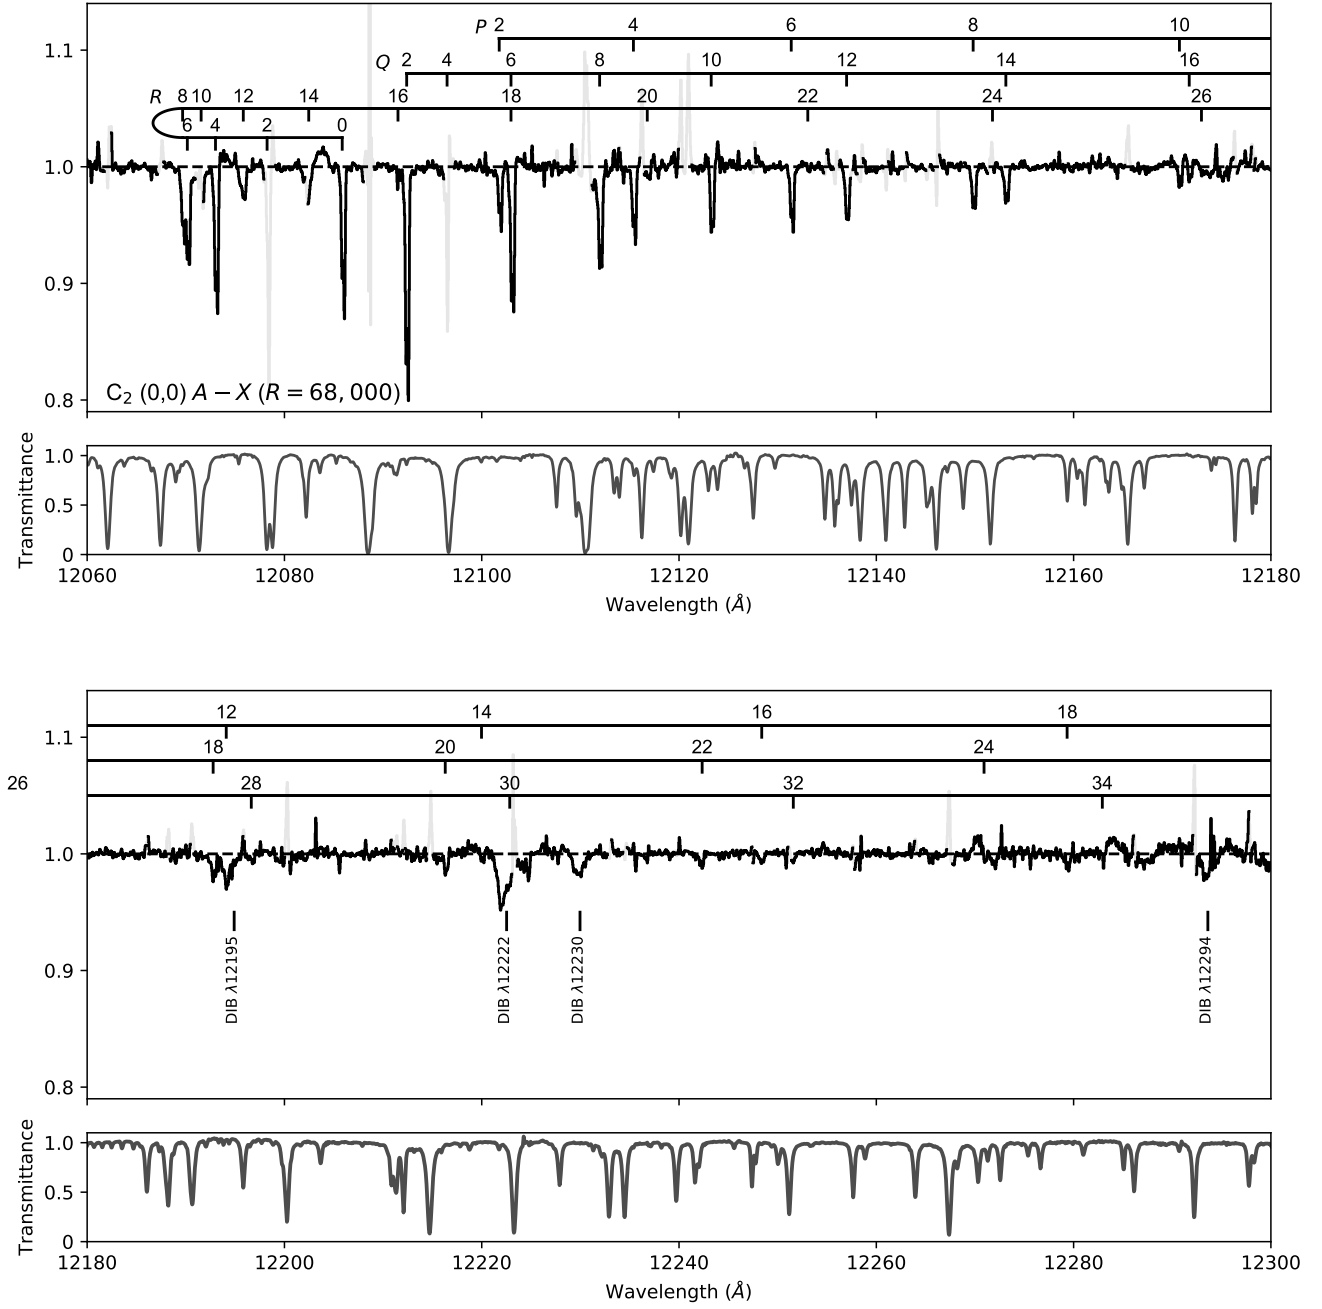 P 2 4 6 8 10
1.1
Q 2 4 6 8 10 12 14 16
18 20 22 24 26
R 8 10 12 14 16
6 4 2 0
1.0
0.9
0.8
C₂ (0,0) A − X (R = 68, 000)
Transmittance
1.0
0.5
0
12060 12080 12100 12120 12140 12160 12180
Wavelength (Å)
12 14 16 18
1.1
18 20 22 24
26 28 30 32 34
1.0
DIB λ12195 DIB λ12222 DIB λ12230 DIB λ12294
0.9
0.8
Transmittance
1.0
0.5
0
12180 12200 12220 12240 12260 12280 12300
Wavelength (Å)